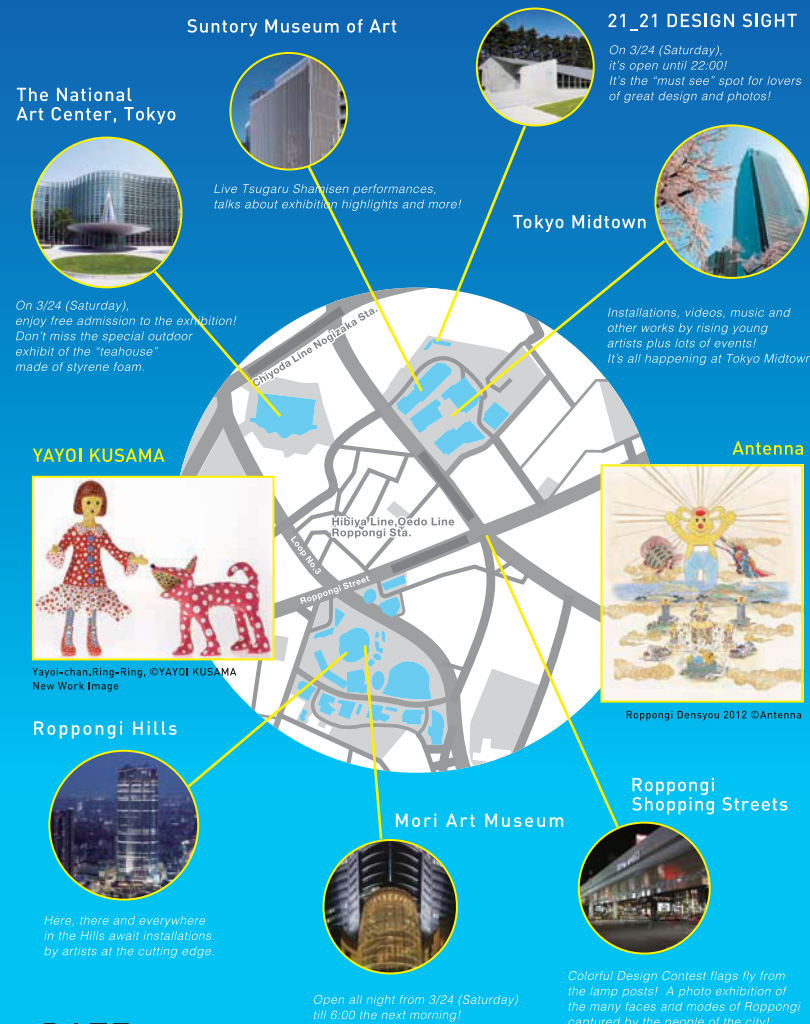 Suntory Museum of Art
21_21 DESIGN SIGHT
On 3/24 (Saturday),
it's open until 22:00!
It's the "must see" spot for lovers
of great design and photos!
The National
Art Center, Tokyo
Live Tsugaru Shamisen performances,
talks about exhibition highlights and more!
Tokyo Midtown
On 3/24 (Saturday),
enjoy free admission to the exhibition!
Don't miss the special outdoor
exhibit of the "teahouse"
made of styrene foam.
Installations, videos, music and
other works by rising young
artists plus lots of events!
It's all happening at Tokyo Midtown
Chiyoda Line Nogizaka Sta.
YAYOI KUSAMA
Antenna
Hibiya Line,Oedo Line
Roppongi Sta.
Loop No.3
Roppongi Street
Yayoi-chan,Ring-Ring, ©YAYOI KUSAMA
New Work Image
Roppongi Densyou 2012 ©Antenna
Roppongi Hills
Roppongi
Shopping Streets
Mori Art Museum
Here, there and everywhere
in the Hills await installations
by artists at the cutting edge.
Open all night from 3/24 (Saturday)
till 6:00 the next morning!
Colorful Design Contest flags fly from
the lamp posts! A photo exhibition of
the many faces and modes of Roppongi
captured by the people of the city!